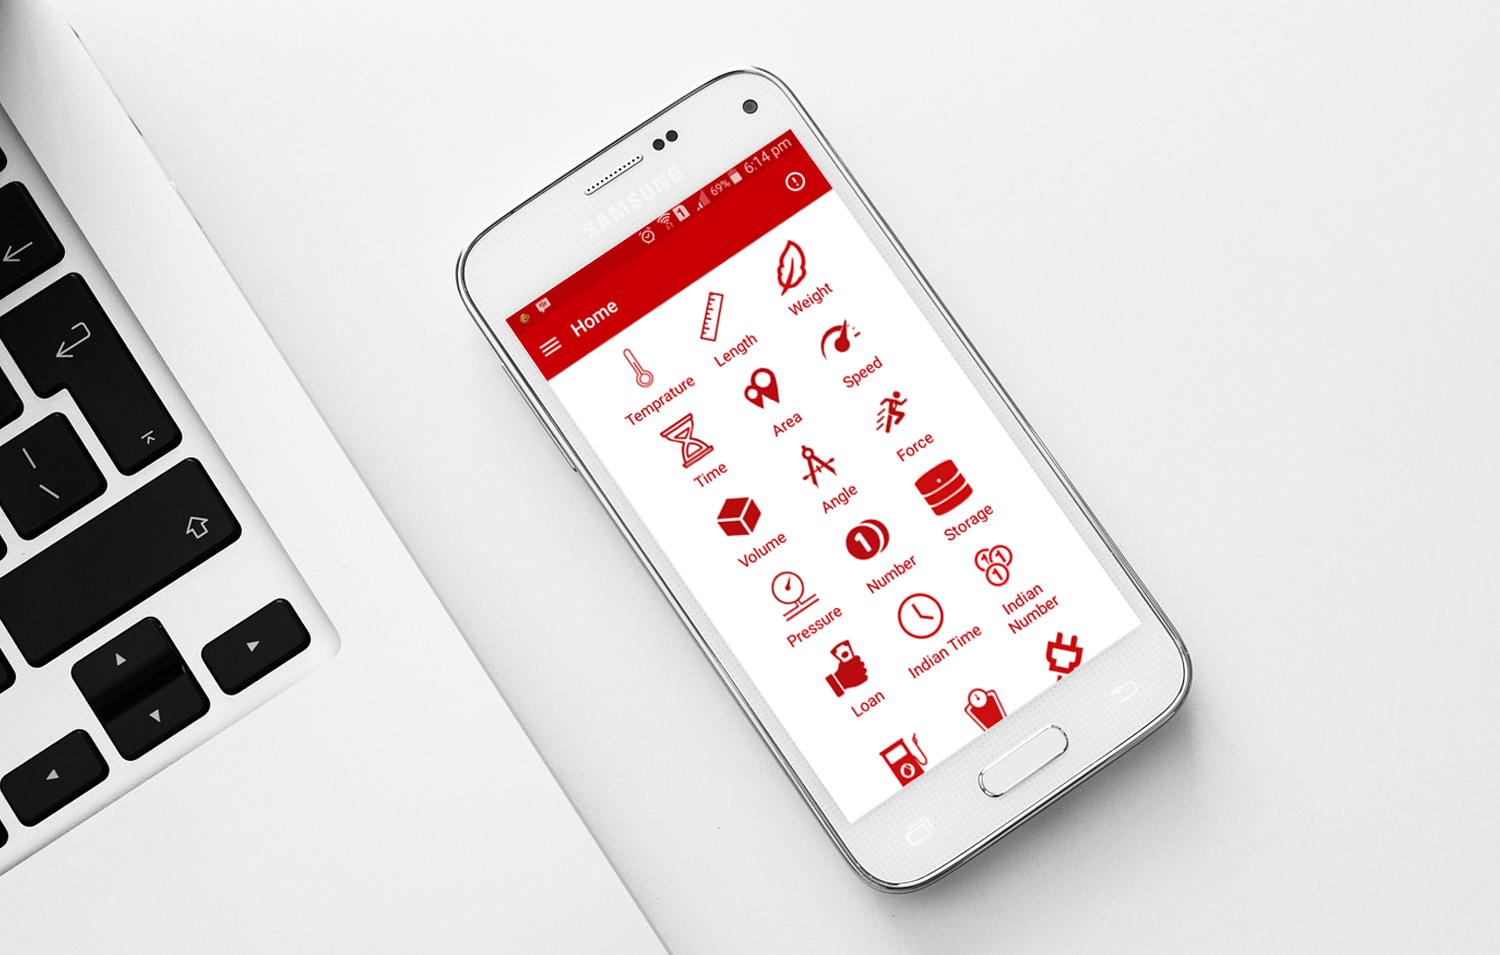 SAMSUNG
1 69% 6:14 pm
Home
Temprature
Length
Weight
Time
Area
Speed
Volume
Angle
Force
Pressure
Number
Storage
Loan
Indian Time
Indian
Number